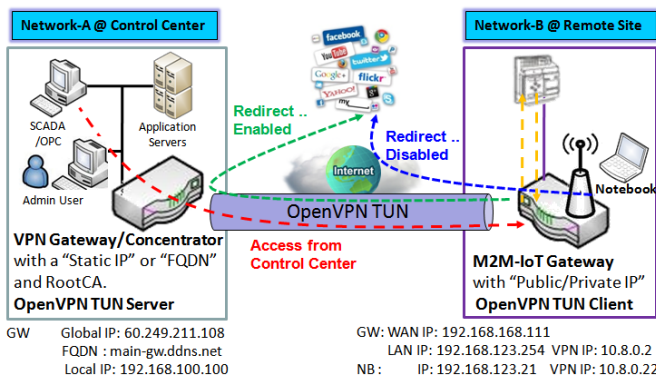 Network-A @ Control Center
Network-B @ Remote Site
facebook
You Tube
twitter
Google+
flickr
YAHOO!
my
SCADA
/OPC
Application
Servers
Admin User
Redirect ..
Enabled
Redirect ..
Disabled
Internet
Notebook
OpenVPN TUN
VPN Gateway/Concentrator
with a “Static IP” or “FQDN”
and RootCA.
OpenVPN TUN Server
Access from
Control Center
M2M-IoT Gateway
with “Public/Private IP”
OpenVPN TUN Client
GW Global IP: 60.249.211.108
FQDN : main-gw.ddns.net
Local IP: 192.168.100.100
GW: WAN IP: 192.168.168.111
LAN IP: 192.168.123.254 VPN IP: 10.8.0.2
NB : IP: 192.168.123.21 VPN IP: 10.8.0.22